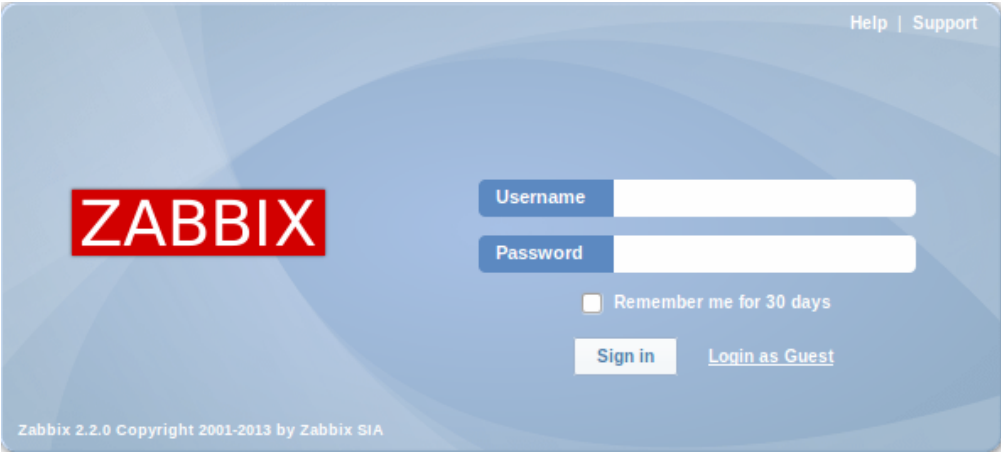 Help | Support
ZABBIX
Username
Password
Remember me for 30 days
Sign in Login as Guest
Zabbix 2.2.0 Copyright 2001-2013 by Zabbix SIA